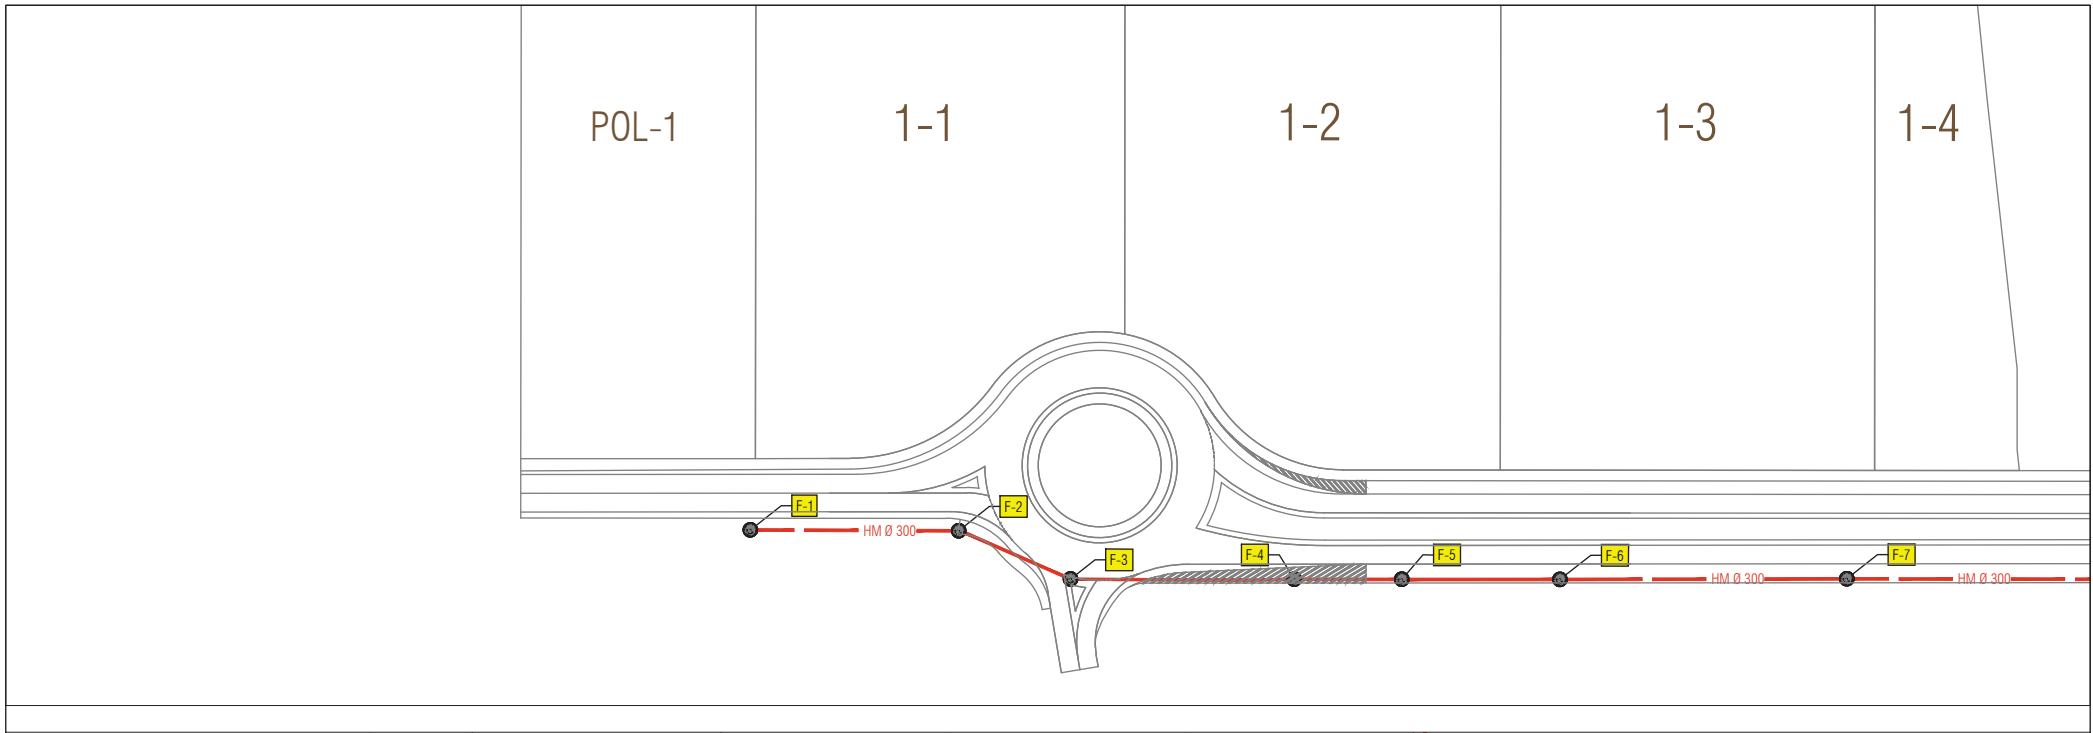 POL-1
1-1
1-2
1-3
1-4
F-1
HM Ø 300
F-2
F-3
F-4
F-5
F-6
HM Ø 300
F-7
HM Ø 300